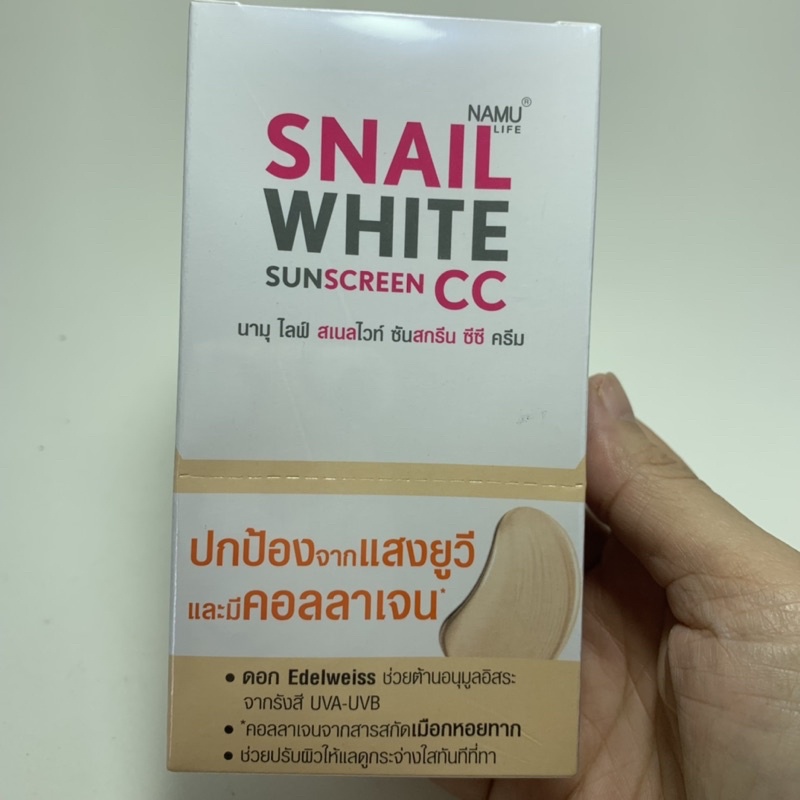 NAMU®
LIFE
SNAIL
WHITE
SUNSCREEN CC
นามุ ไลฟ์ สเนลไวท์ ซันสกรีน ซีซี ครีม
ปกป้องจากแสงยูวี
และมีคอลลาเจน*
• ดอก Edelweiss ช่วยต้านอนุมูลอิสระ
จากรังสี UVA-UVB
• *คอลลาเจนจากสารสกัดเมือกหอยทาก
• ช่วยปรับผิวให้แลดูกระจ่างใสทันทีที่ทา